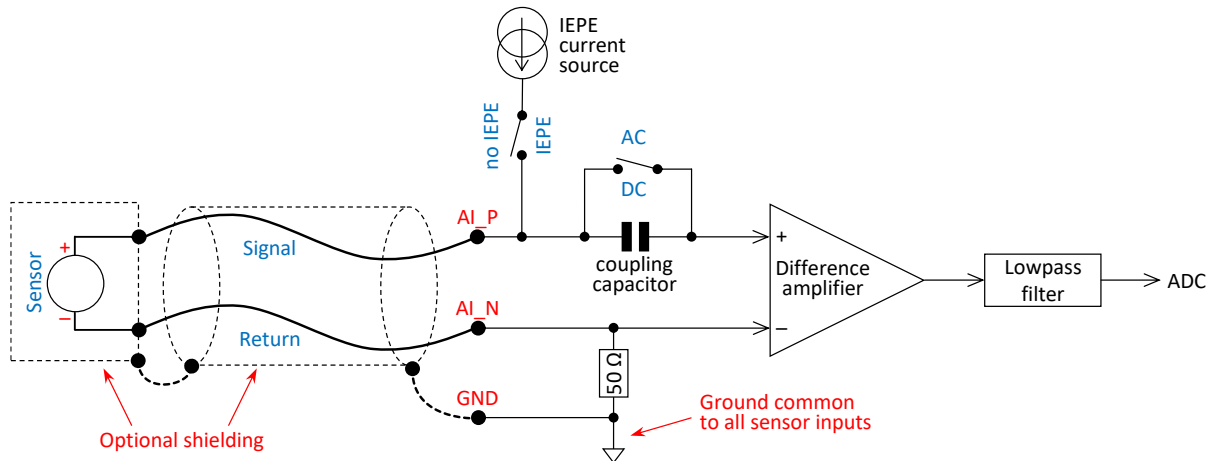 IEPE
current
source
no IEPE
IEPE
AC
DC
AI_P
+
Signal
coupling
capacitor
+
Difference
amplifier
−
Lowpass
filter
ADC
Sensor
−
AI_N
Return
50 Ω
GND
Ground common
to all sensor inputs
Optional shielding